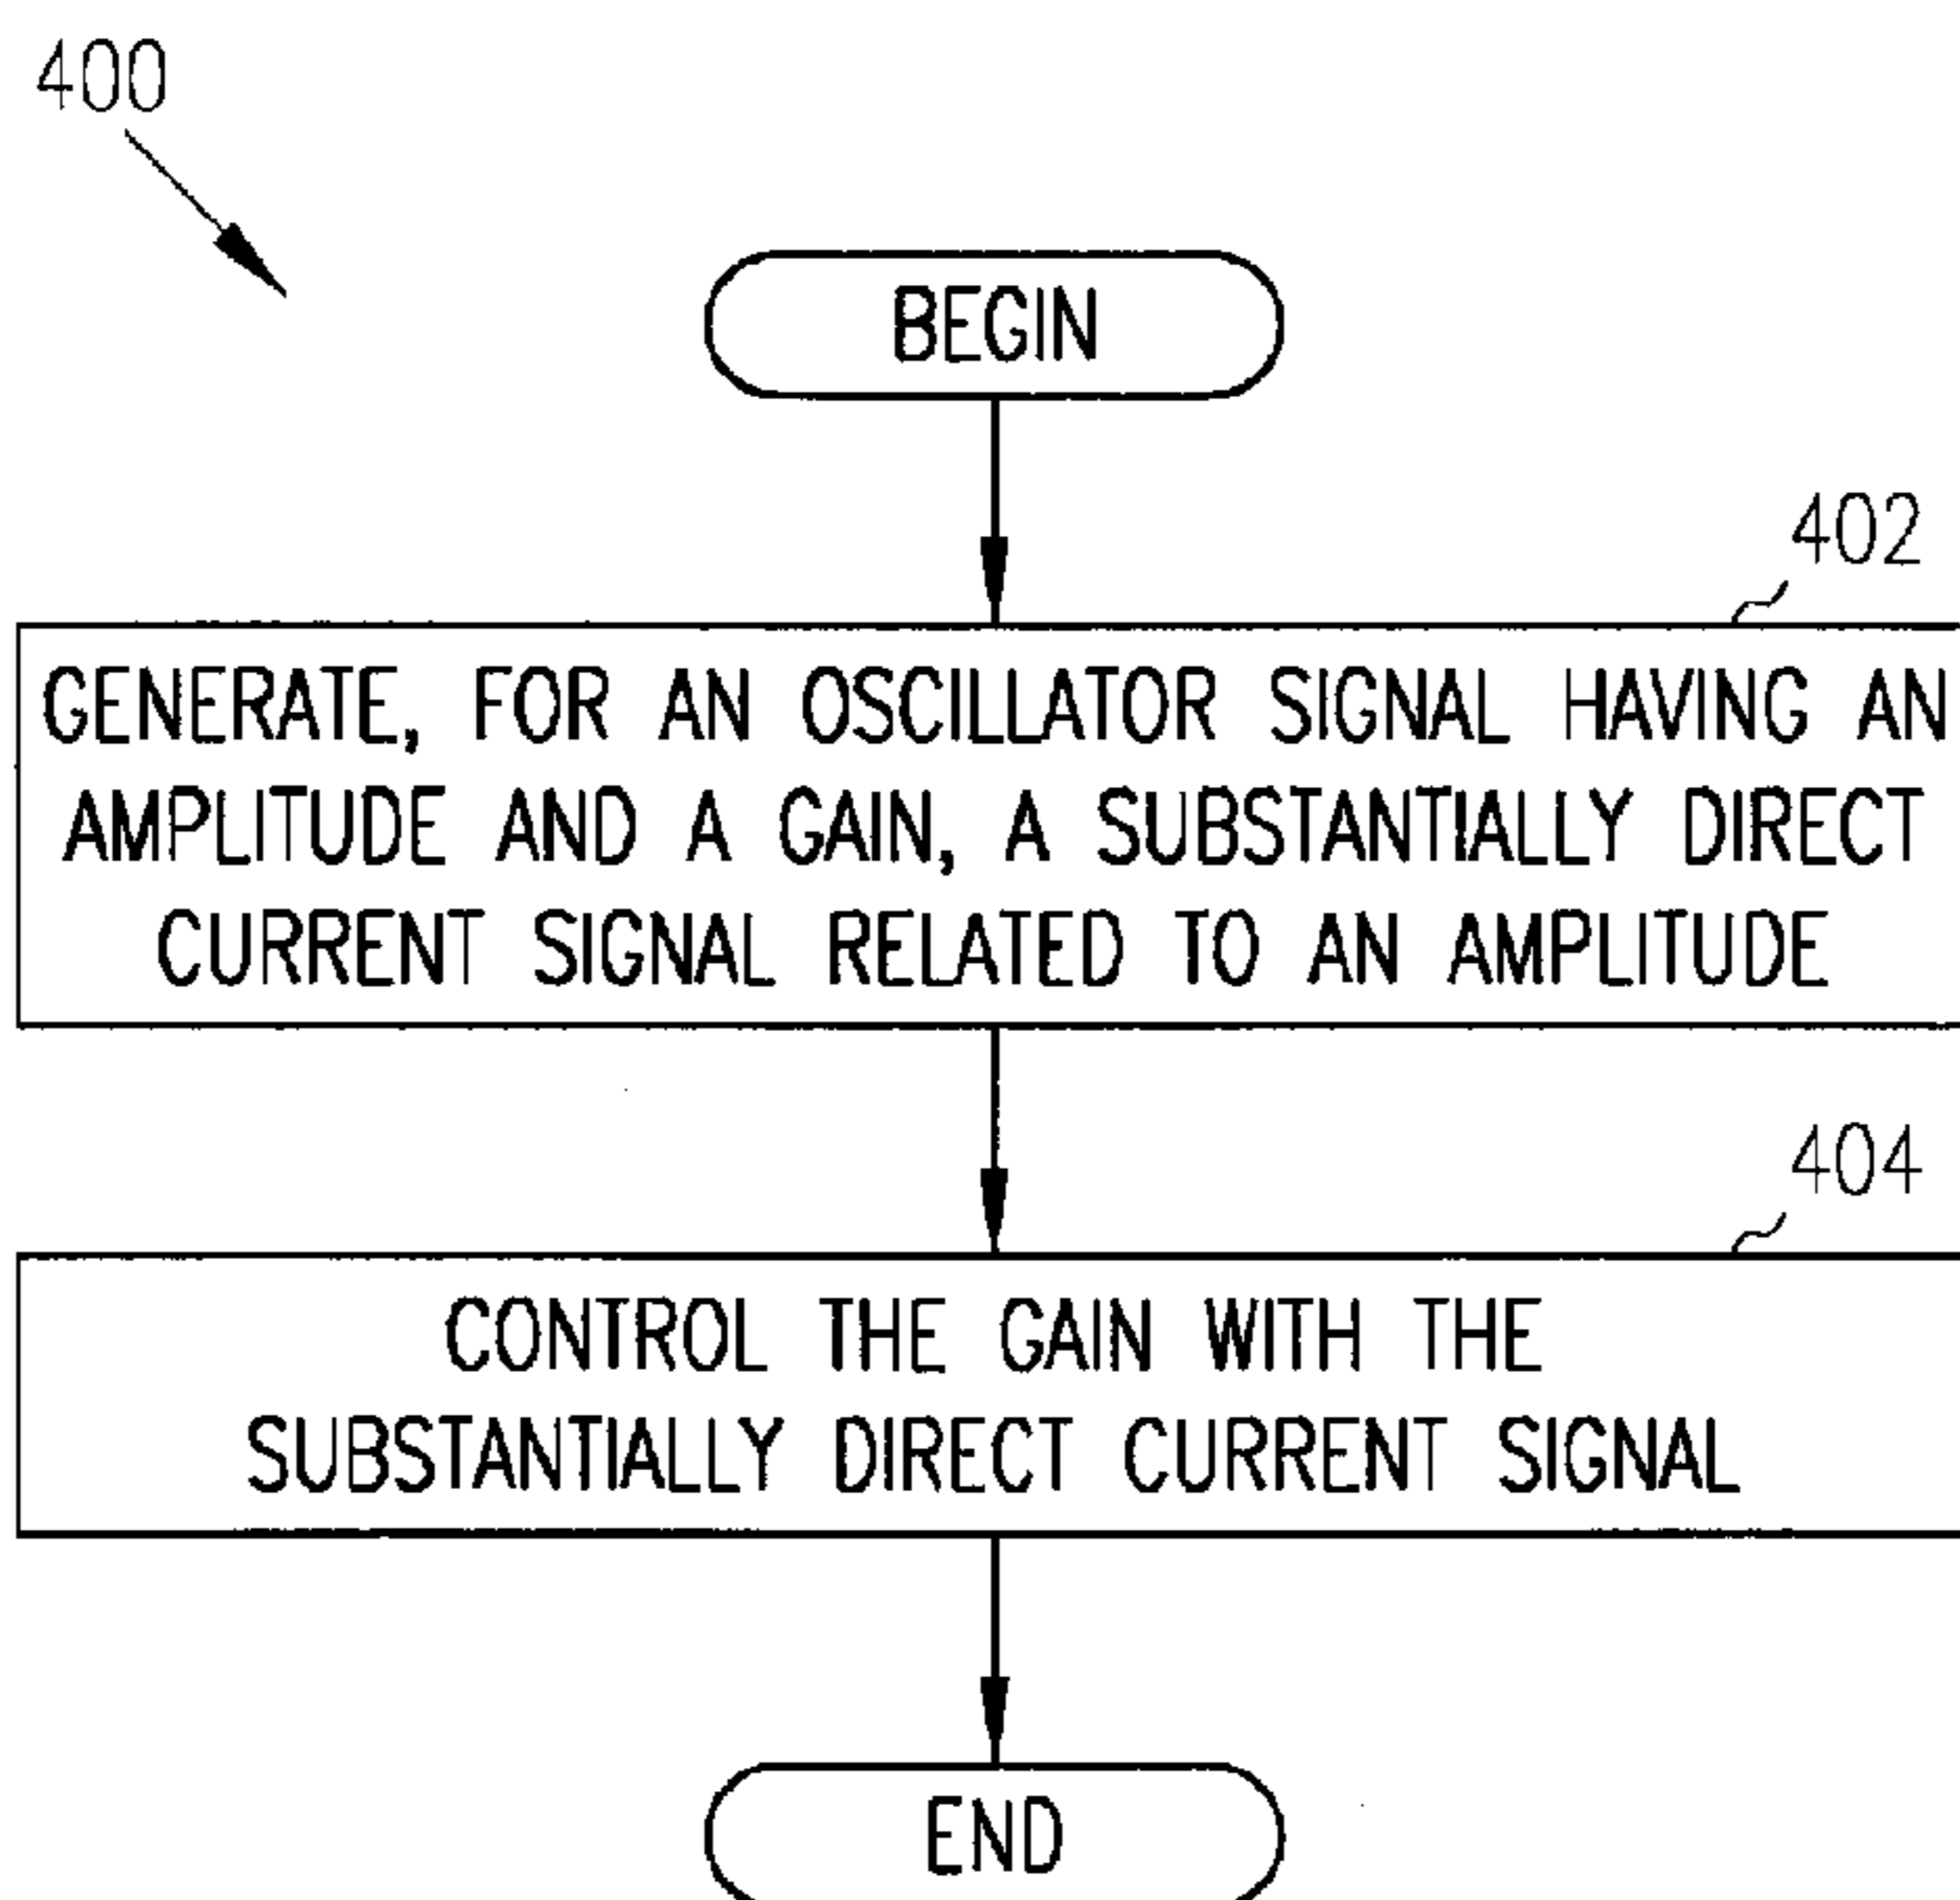 400
BEGIN
402
GENERATE, FOR AN OSCILLATOR SIGNAL HAVING AN
AMPLITUDE AND A GAIN, A SUBSTANTIALLY DIRECT
CURRENT SIGNAL RELATED TO AN AMPLITUDE
404
CONTROL THE GAIN WITH THE
SUBSTANTIALLY DIRECT CURRENT SIGNAL
END